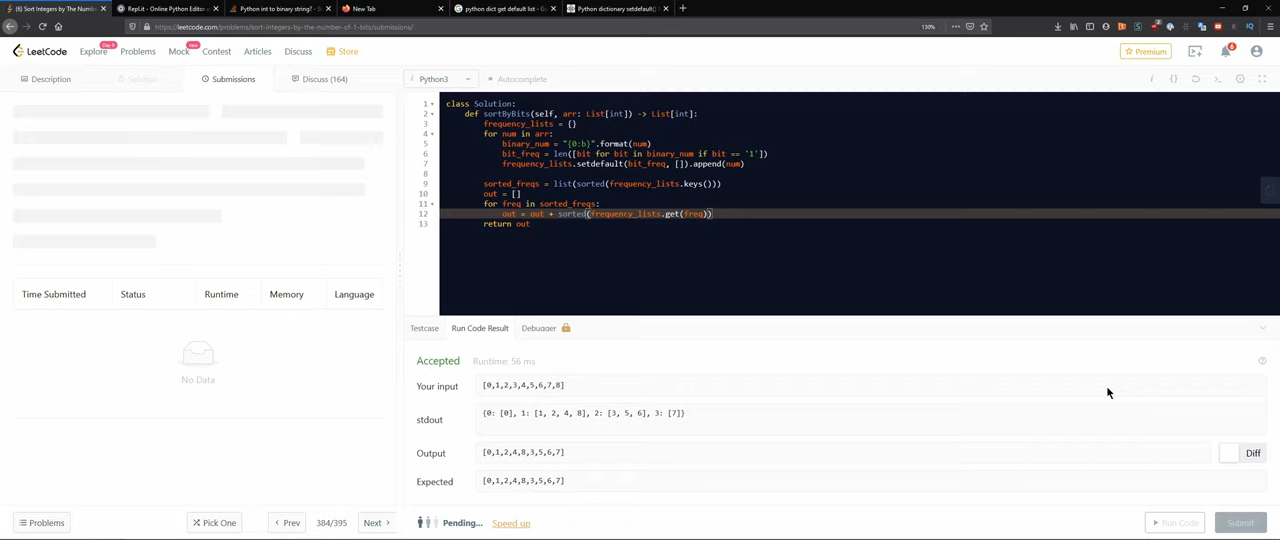 (6) Sort Integers by The Numbe
Repl.it - Online Python Editor a
Python int to binary string? - St
New Tab
python dict get default list - Go
Python dictionary setdefault() M
https://leetcode.com/problems/sort-integers-by-the-number-of-1-bits/submissions/
130%
LeetCode
Explore
Day 9
Problems
Mock
new
Contest
Articles
Discuss
Store
Premium
6
Description
Solution
Submissions
Discuss (164)
Python3
Autocomplete
1 class Solution:
2 def sortByBits(self, arr: List[int]) -> List[int]:
3 frequency_lists = {}
4 for num in arr:
5 binary_num = "{0:b}".format(num)
6 bit_freq = len([bit for bit in binary_num if bit == '1'])
7 frequency_lists.setdefault(bit_freq, []).append(num)
8
9 sorted_freqs = list(sorted(frequency_lists.keys()))
10 out = []
11 for freq in sorted_freqs:
12 out = out + sorted(frequency_lists.get(freq))
13 return out
Time Submitted Status Runtime Memory Language
No Data
Testcase Run Code Result Debugger
Accepted Runtime: 56 ms
Your input [0,1,2,3,4,5,6,7,8]
stdout {0: [0], 1: [1, 2, 4, 8], 2: [3, 5, 6], 3: [7]}
Output [0,1,2,4,8,3,5,6,7] Diff
Expected [0,1,2,4,8,3,5,6,7]
Problems Pick One Prev 384/395 Next Pending... Speed up Run Code Submit